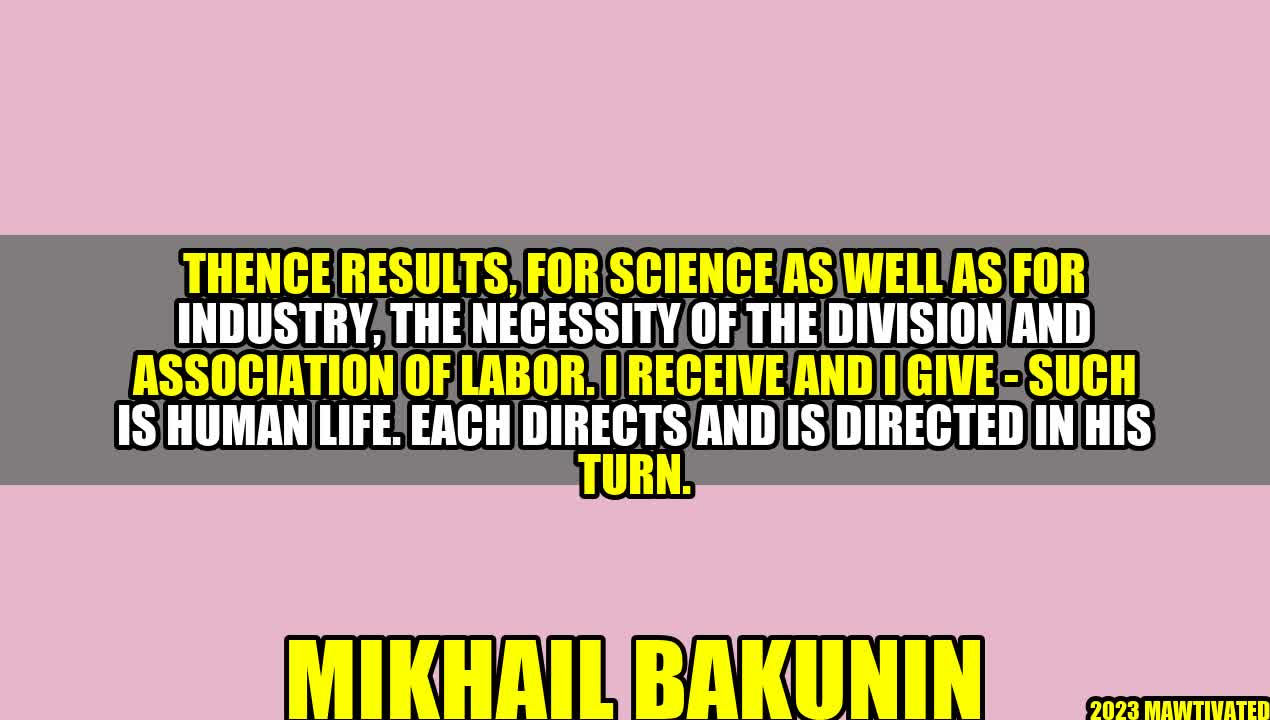 THENCE RESULTS, FOR SCIENCE AS WELL AS FOR
INDUSTRY, THE NECESSITY OF THE DIVISION AND
ASSOCIATION OF LABOR. I RECEIVE AND I GIVE - SUCH
IS HUMAN LIFE. EACH DIRECTS AND IS DIRECTED IN HIS
TURN.
MIKHAIL BAKUNIN
2023 MAWTIVATED